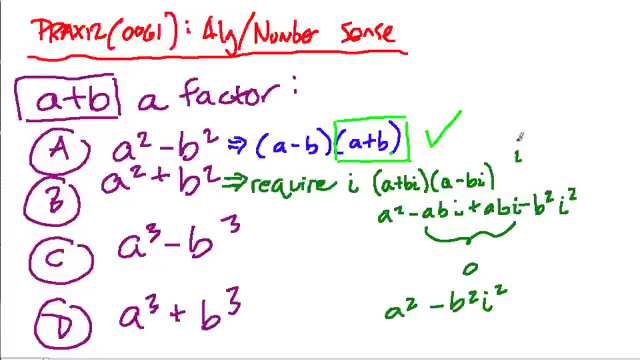 PRAXIZ(0061): Alg/Number Sense
a+b a factor:
A a² - b² ⇒ (a-b)(a+b) ✓
B a² + b² ⇒ require i (a+bi)(a-bi) i
a² - abi + abi - b²i²
C a³ - b³
0
D a³ + b³
a² - b²i²